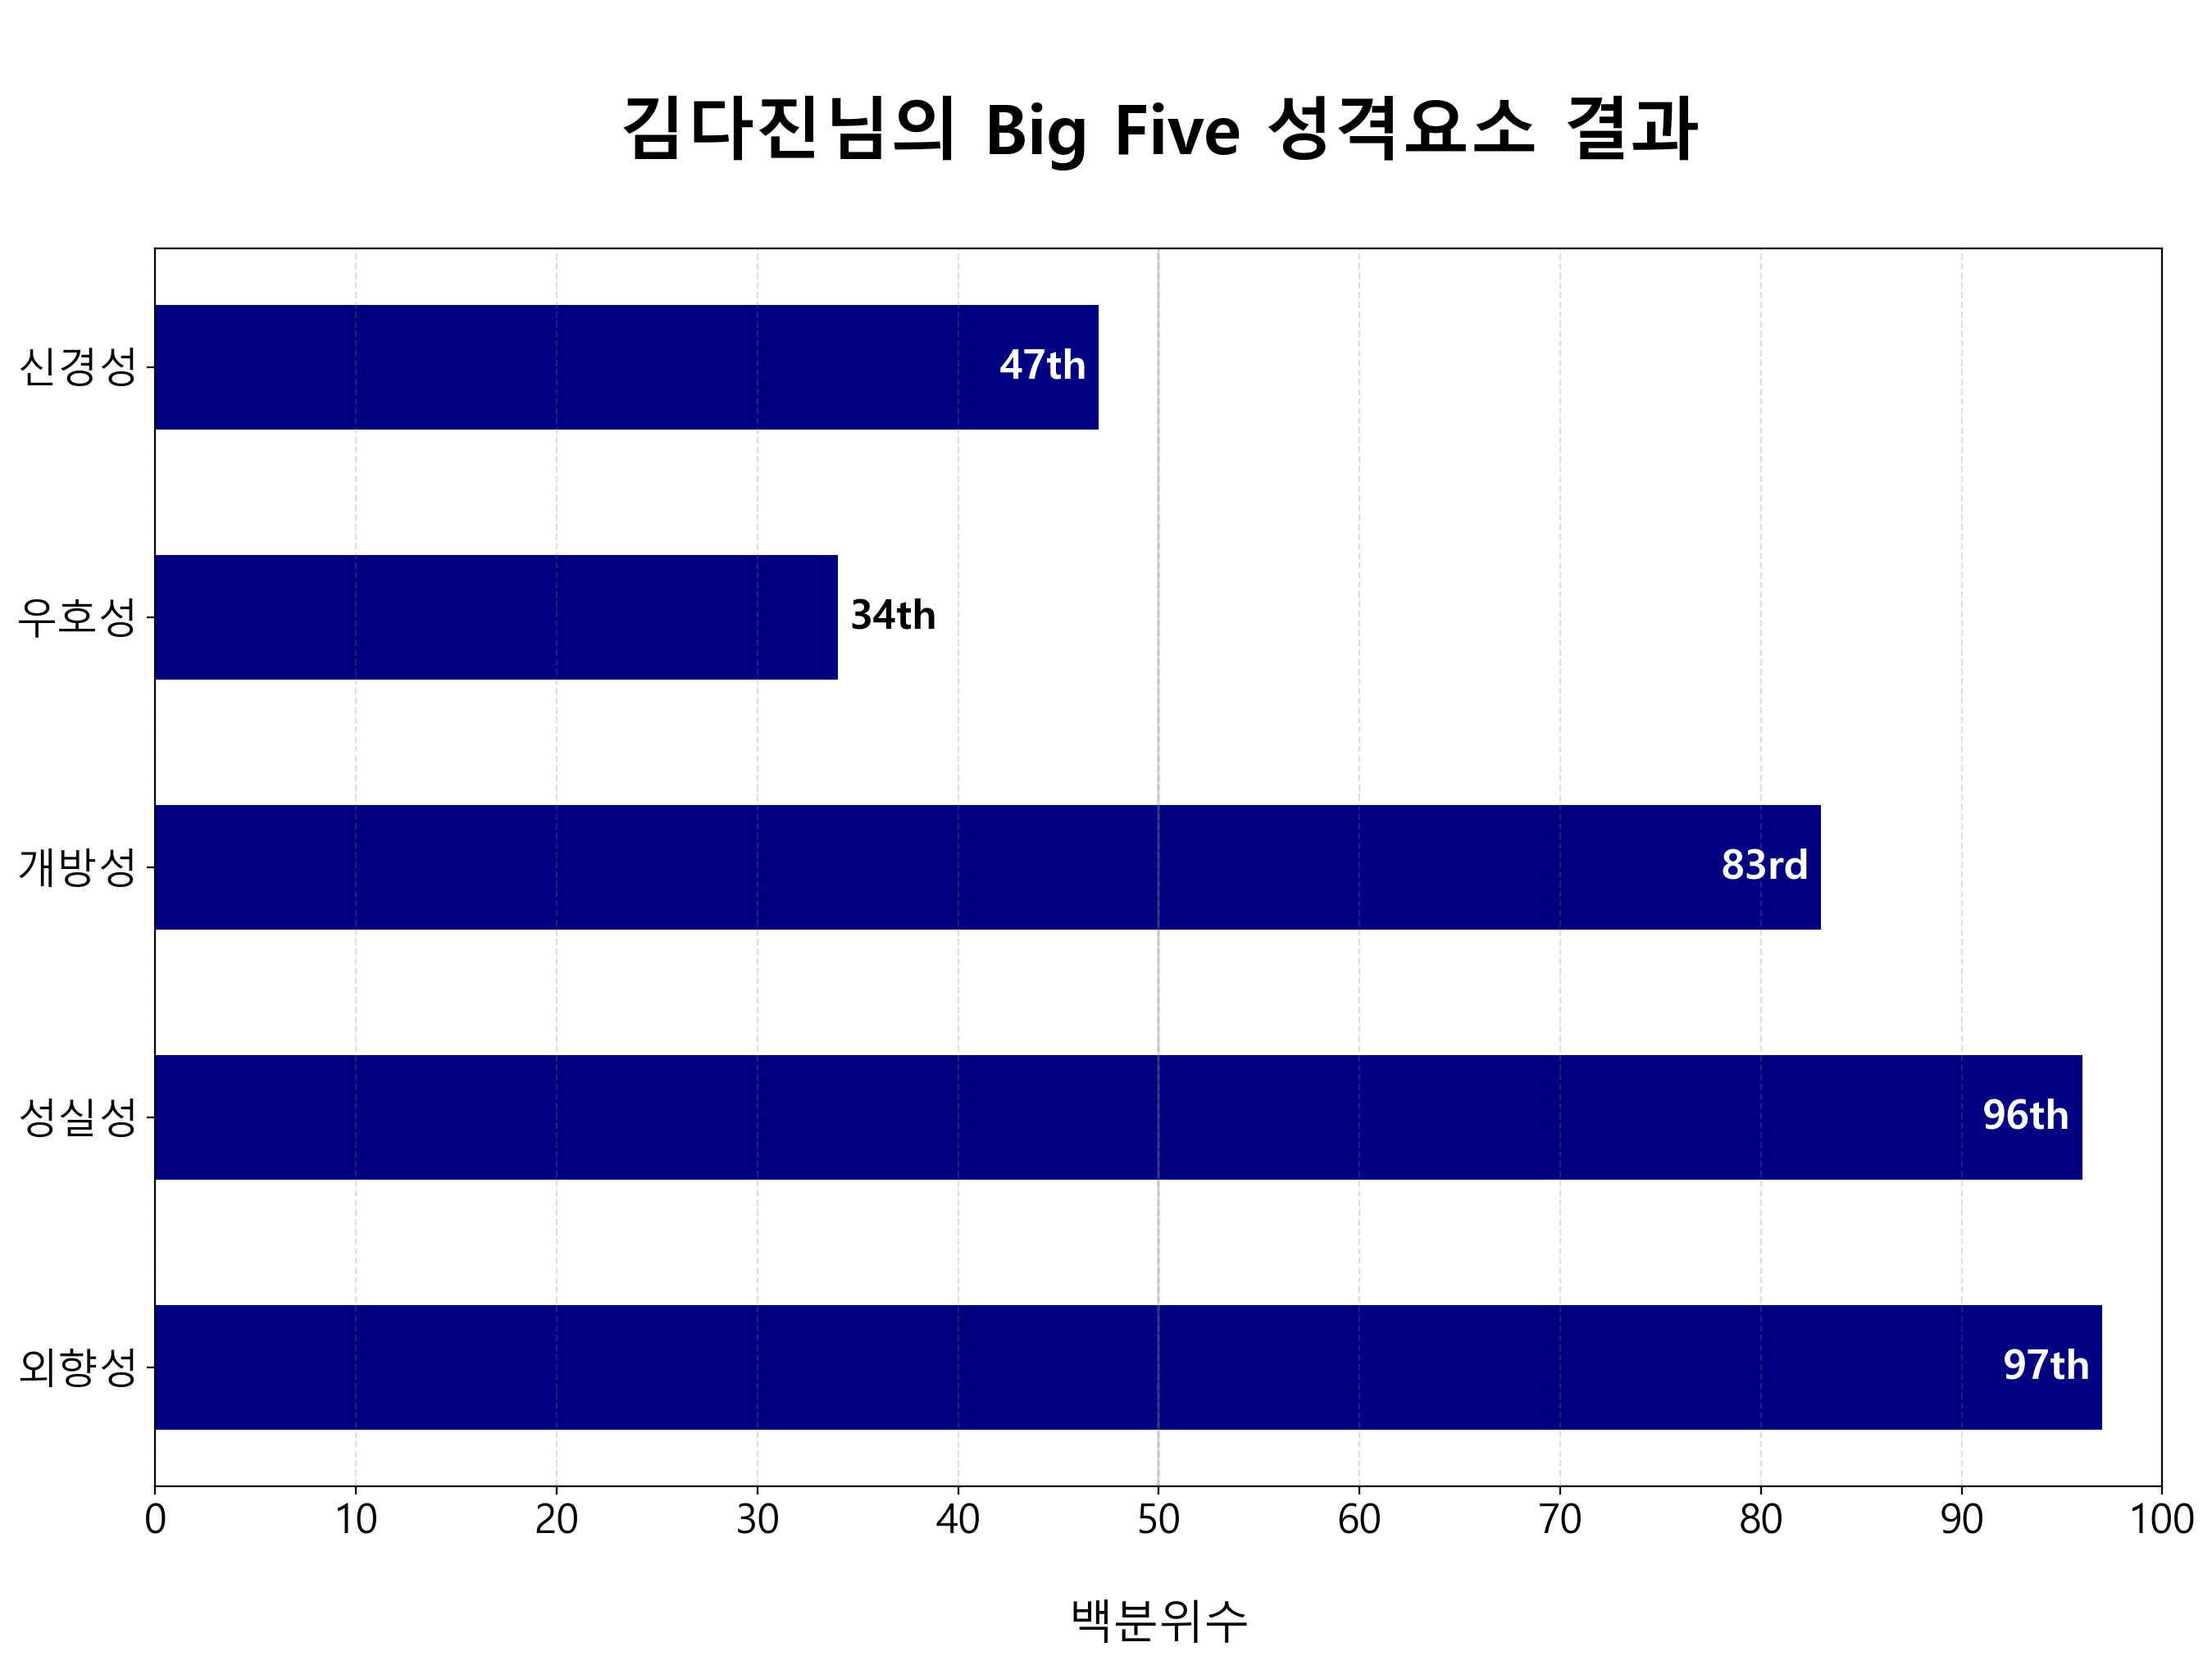 김다진님의 Big Five 성격요소 결과
신경성 47th
우호성 34th
개방성 83rd
성실성 96th
외향성 97th
0 10 20 30 40 50 60 70 80 90 100
백분위수